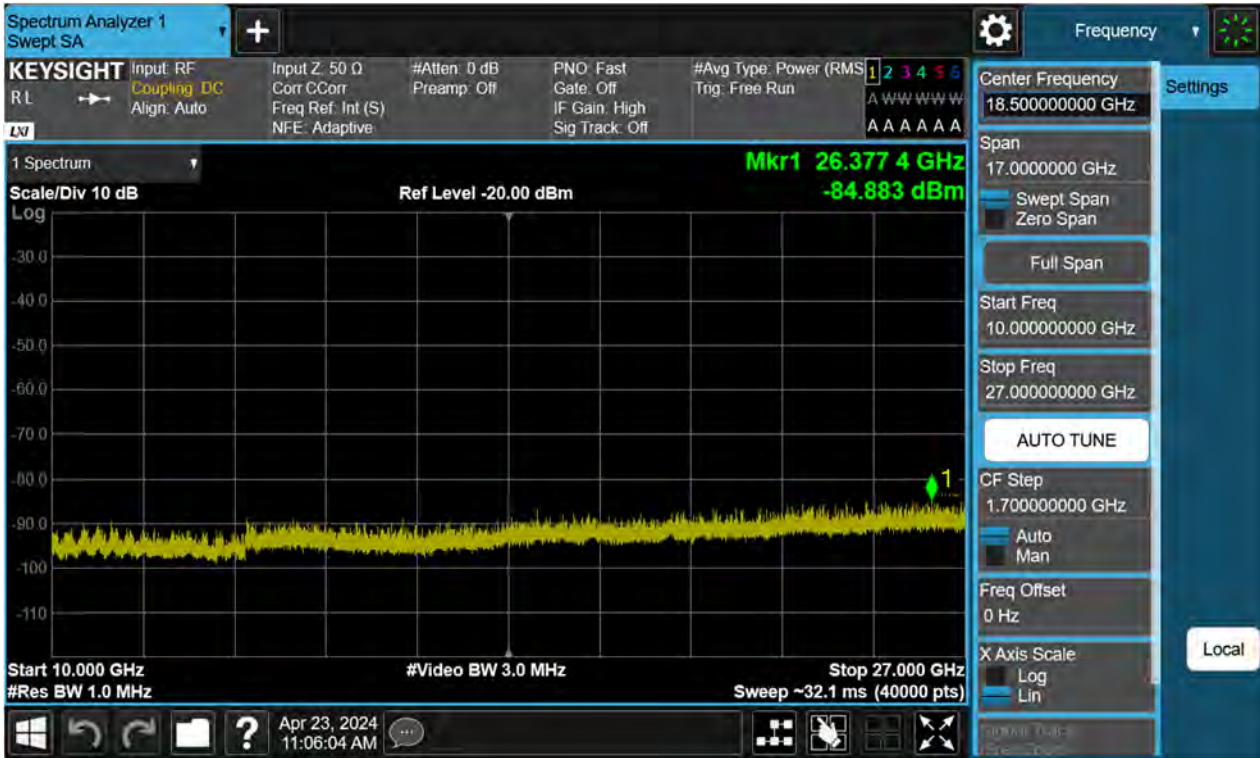 Spectrum Analyzer 1
Swept SA
+
Frequency
KEYSIGHT
RL
LXI
Input: RF
Coupling: DC
Align: Auto
Input Z: 50 Ω
Corr CCorr
Freq Ref: Int (S)
NFE: Adaptive
#Atten: 0 dB
Preamp: Off
PNO: Fast
Gate: Off
IF Gain: High
Sig Track: Off
#Avg Type: Power (RMS
Trig: Free Run
1 2 3 4 5 6
A W W W W W
A A A A A A
1 Spectrum
Scale/Div 10 dB
Ref Level -20.00 dBm
Mkr1 26.377 4 GHz
-84.883 dBm
Log
-30.0
-40.0
-50.0
-60.0
-70.0
-80.0
-90.0
-100
-110
1
Start 10.000 GHz
#Video BW 3.0 MHz
Stop 27.000 GHz
#Res BW 1.0 MHz
Sweep ~32.1 ms (40000 pts)
Apr 23, 2024
11:06:04 AM
?
Center Frequency
18.500000000 GHz
Span
17.0000000 GHz
Swept Span
Zero Span
Full Span
Start Freq
10.000000000 GHz
Stop Freq
27.000000000 GHz
AUTO TUNE
CF Step
1.700000000 GHz
Auto
Man
Freq Offset
0 Hz
X Axis Scale
Log
Lin
Settings
Local